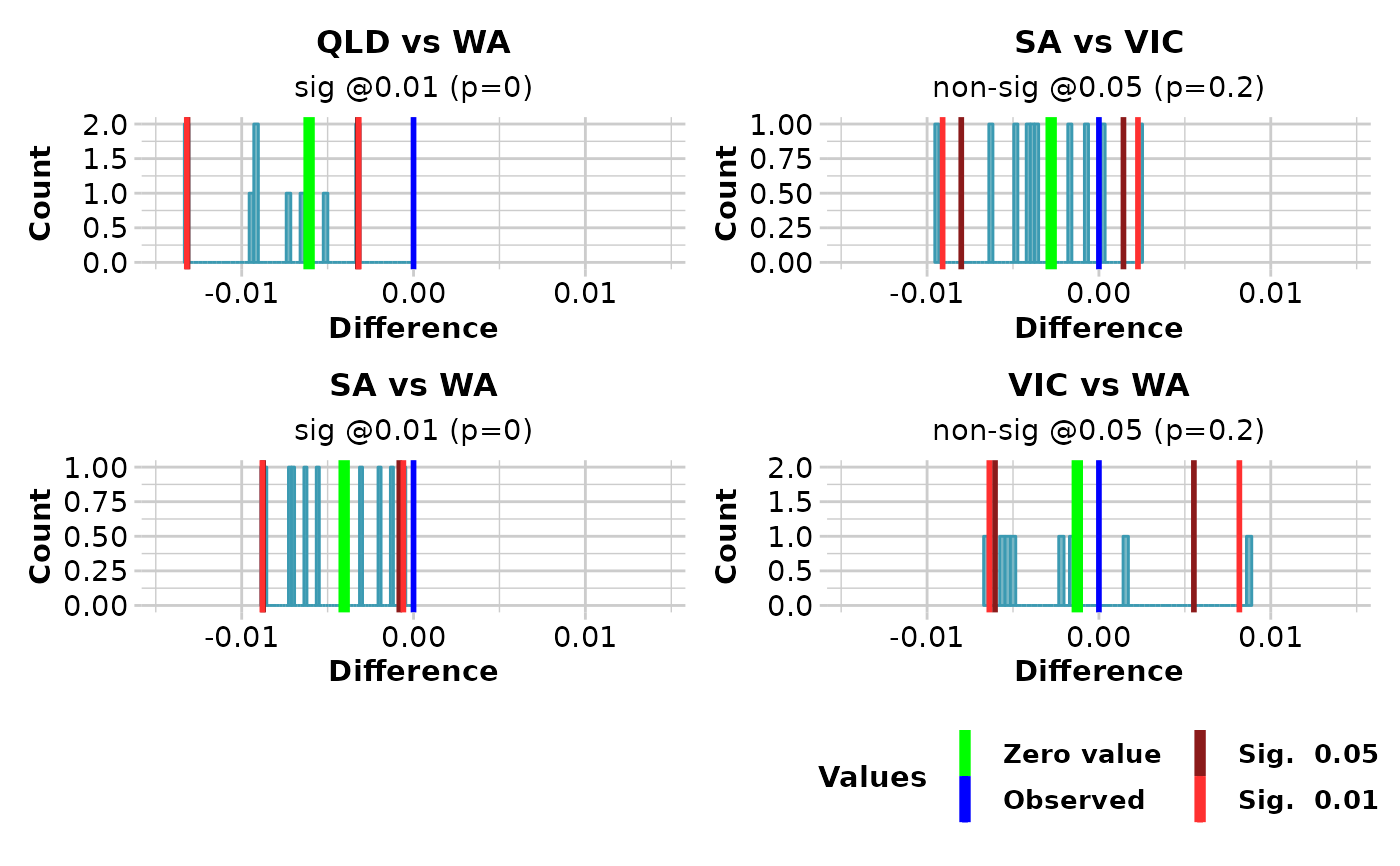 QLD vs WA
sig @0.01 (p=0)
Count
2.0
1.5
1.0
0.5
0.0
-0.01 0.00 0.01
Difference
SA vs VIC
non-sig @0.05 (p=0.2)
Count
1.00
0.75
0.50
0.25
0.00
-0.01 0.00 0.01
Difference
SA vs WA
sig @0.01 (p=0)
Count
1.00
0.75
0.50
0.25
0.00
-0.01 0.00 0.01
Difference
VIC vs WA
non-sig @0.05 (p=0.2)
Count
2.0
1.5
1.0
0.5
0.0
-0.01 0.00 0.01
Difference
Values
Zero value
Observed
Sig. 0.05
Sig. 0.01